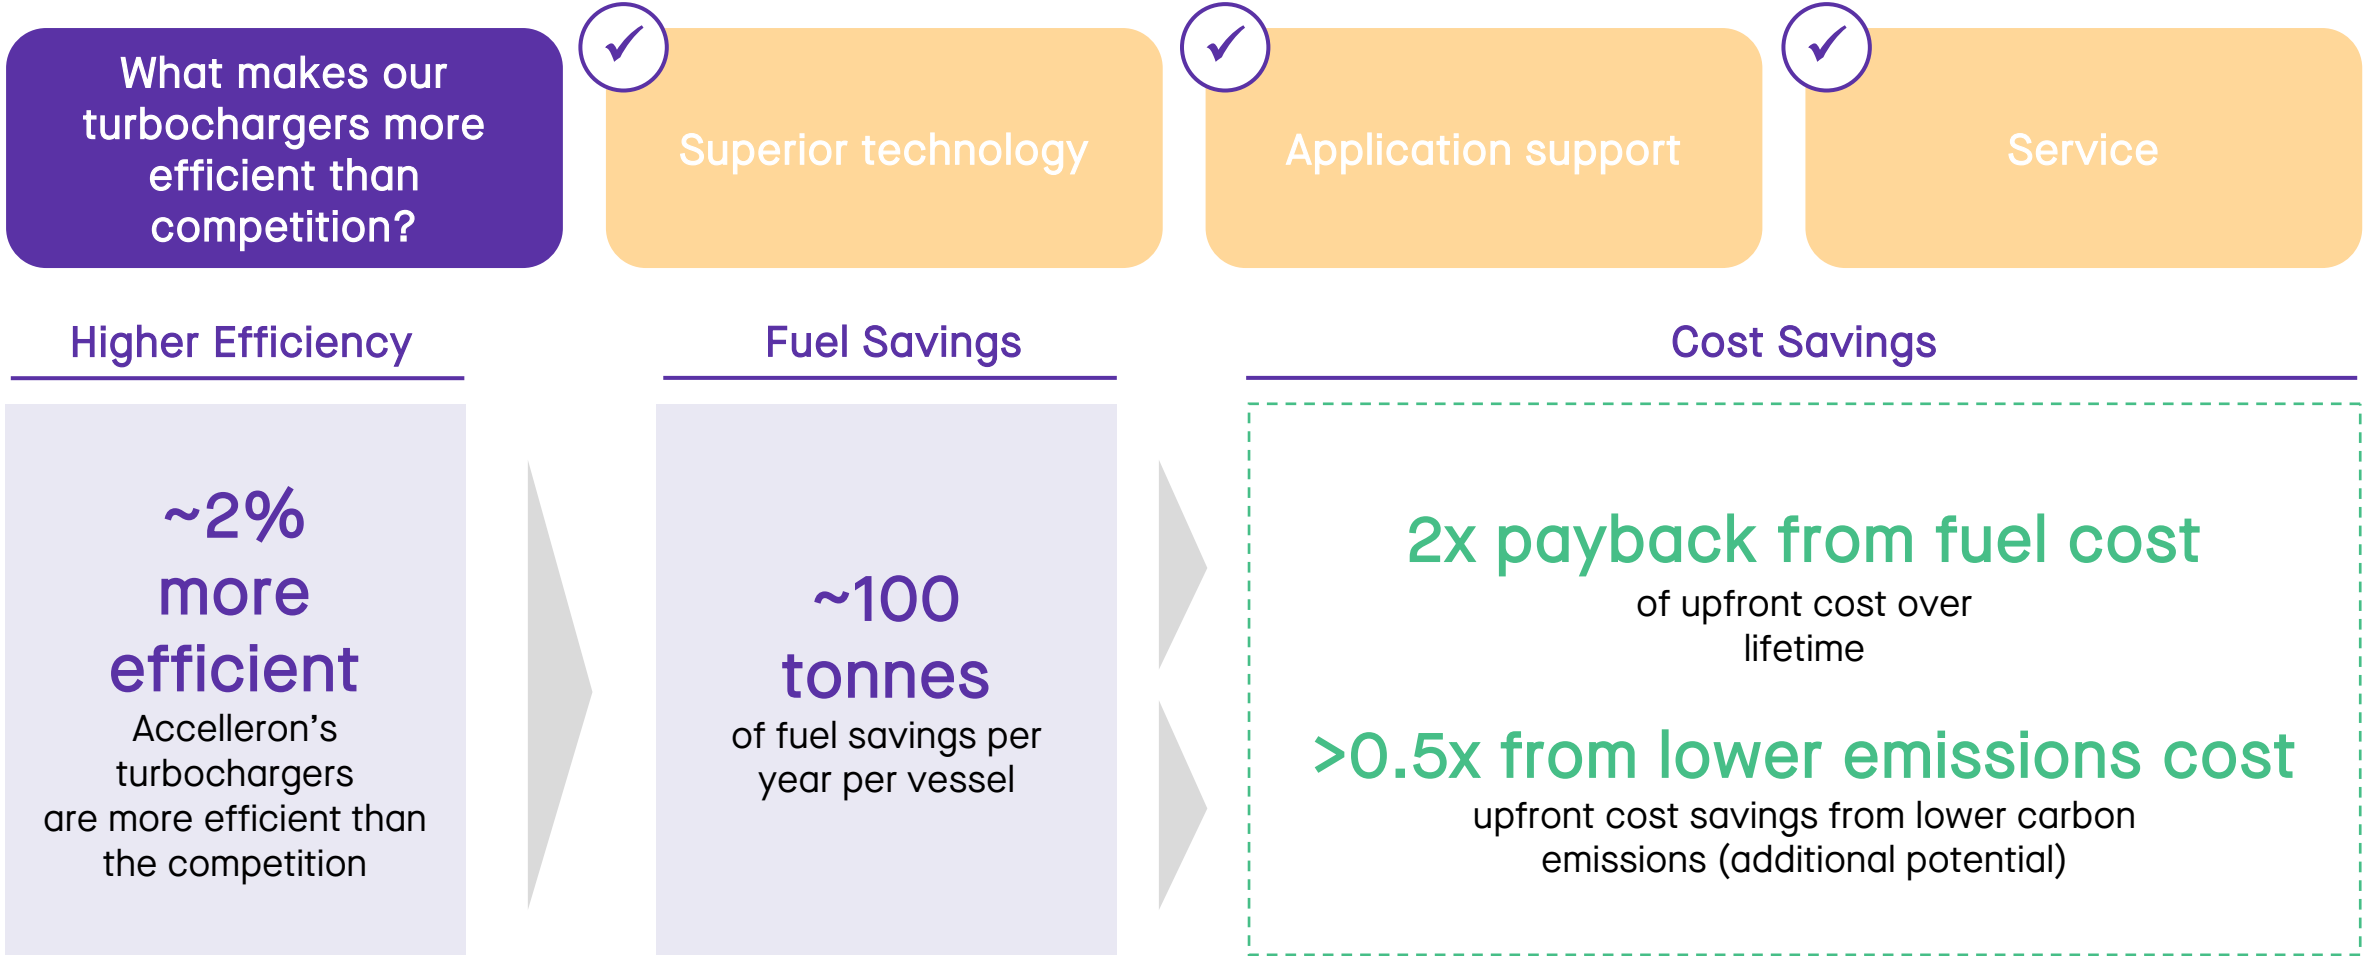 What makes our
turbochargers more
efficient than
competition?
Superior technology
Application support
Service
Higher Efficiency
~2%
more
efficient
Accelleron’s
turbochargers
are more efficient than
the competition
Fuel Savings
~100
tonnes
of fuel savings per
year per vessel
Cost Savings
2x payback from fuel cost
of upfront cost over
lifetime
>0.5x from lower emissions cost
upfront cost savings from lower carbon
emissions (additional potential)